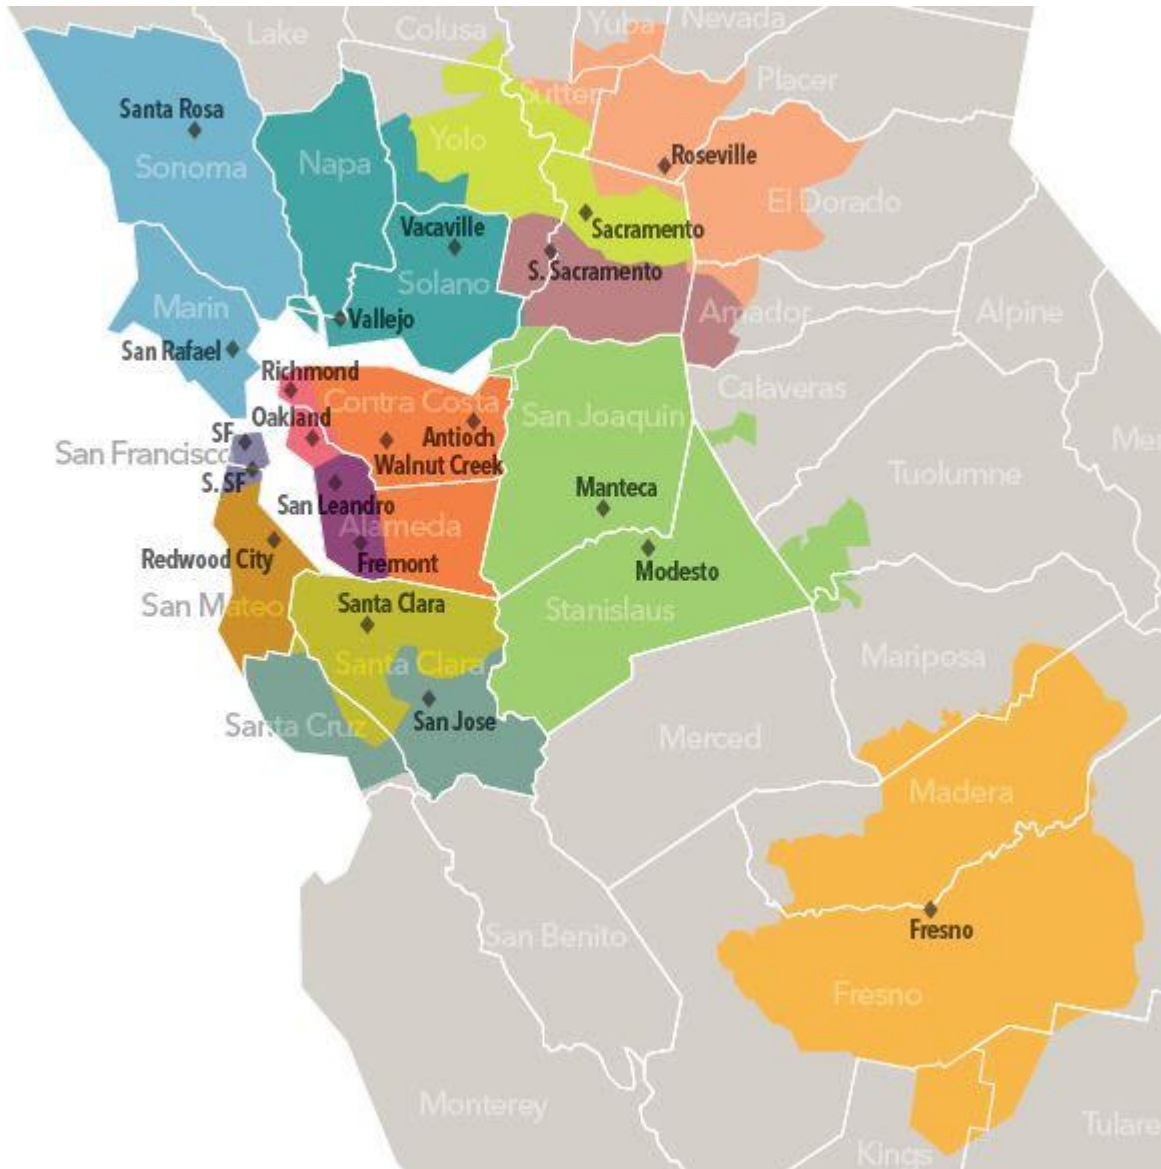 Lake
Colusa
Yuba
Nevada
Placer
Sutter
Santa Rosa
Sonoma
Napa
Yolo
Roseville
El Dorado
Vacaville
Solano
Sacramento
S. Sacramento
Marin
Vallejo
Amador
Alpine
San Rafael
Richmond
Contra Costa
Calaveras
Oakland
San Joaquin
SF
San Francisco
Antioch
Walnut Creek
Tuolumne
S. SF
San Leandro
Manteca
Alameda
Redwood City
Fremont
Modesto
San Mateo
Santa Clara
Stanislaus
Santa Clara
Mariposa
San Jose
Santa Cruz
Merced
Madera
Fresno
San Benito
Fresno
Monterey
Kings
Tulare